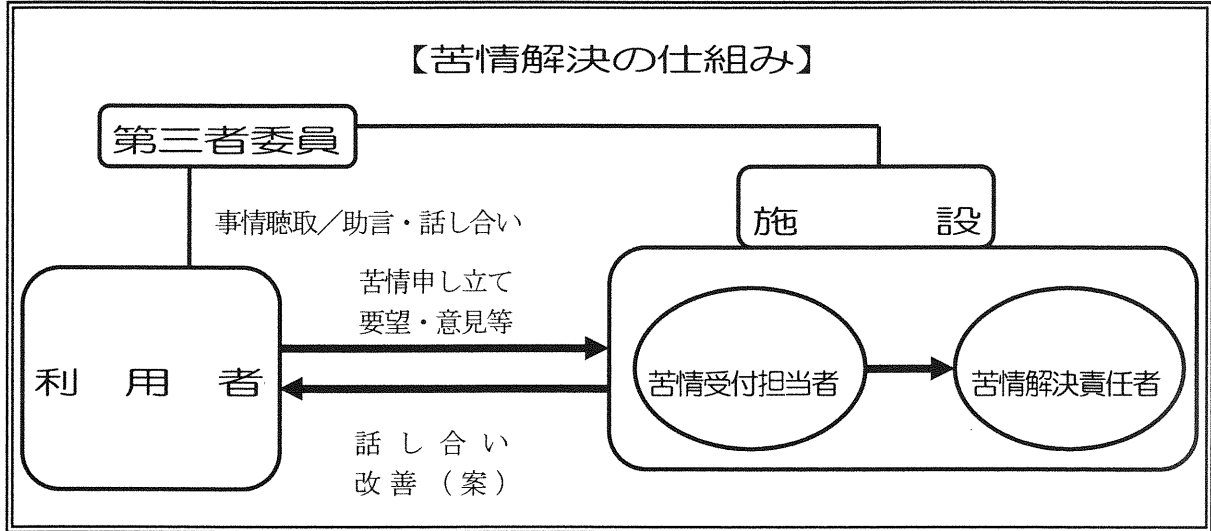 【苦情解決の仕組み】
第三者委員
施　　設
事情聴取／助言・話し合い
苦情申し立て
要望・意見等
利　用　者
苦情受付担当者
苦情解決責任者
話 し 合 い
改 善 （ 案 ）